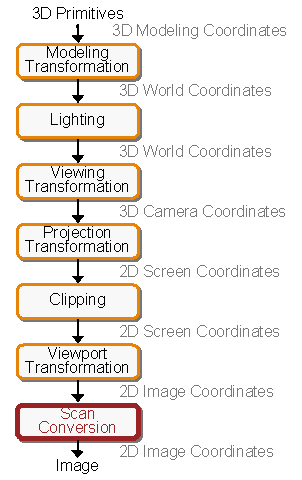 3D Primitives
3D Modeling Coordinates
Modeling
Transformation
3D World Coordinates
Lighting
3D World Coordinates
Viewing
Transformation
3D Camera Coordinates
Projection
Transformation
2D Screen Coordinates
Clipping
2D Screen Coordinates
Viewport
Transformation
2D Image Coordinates
Scan
Conversion
2D Image Coordinates
Image